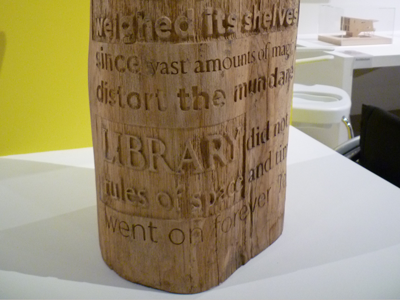 weighed its shelves
since vast amounts of mag
distort the mundane
LIBRARY did not
rules of space and tim
went on forever